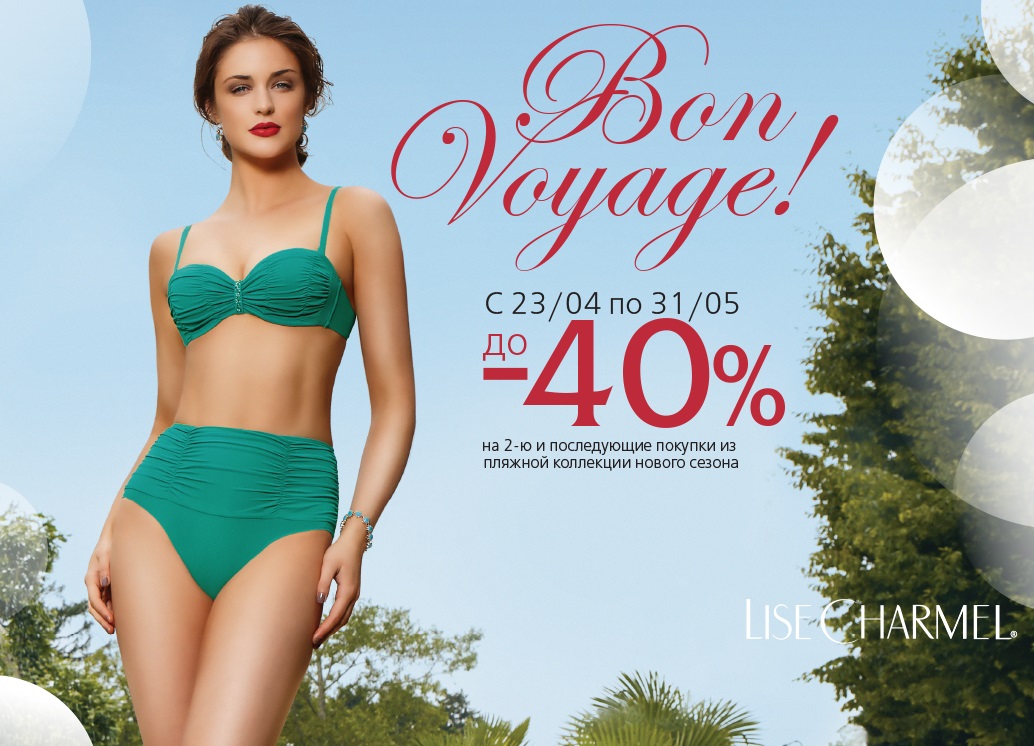 Bon
Voyage!
С 23/04 по 31/05
до
-40%
на 2-ю и последующие покупки из
пляжной коллекции нового сезона
LISE CHARMEL®